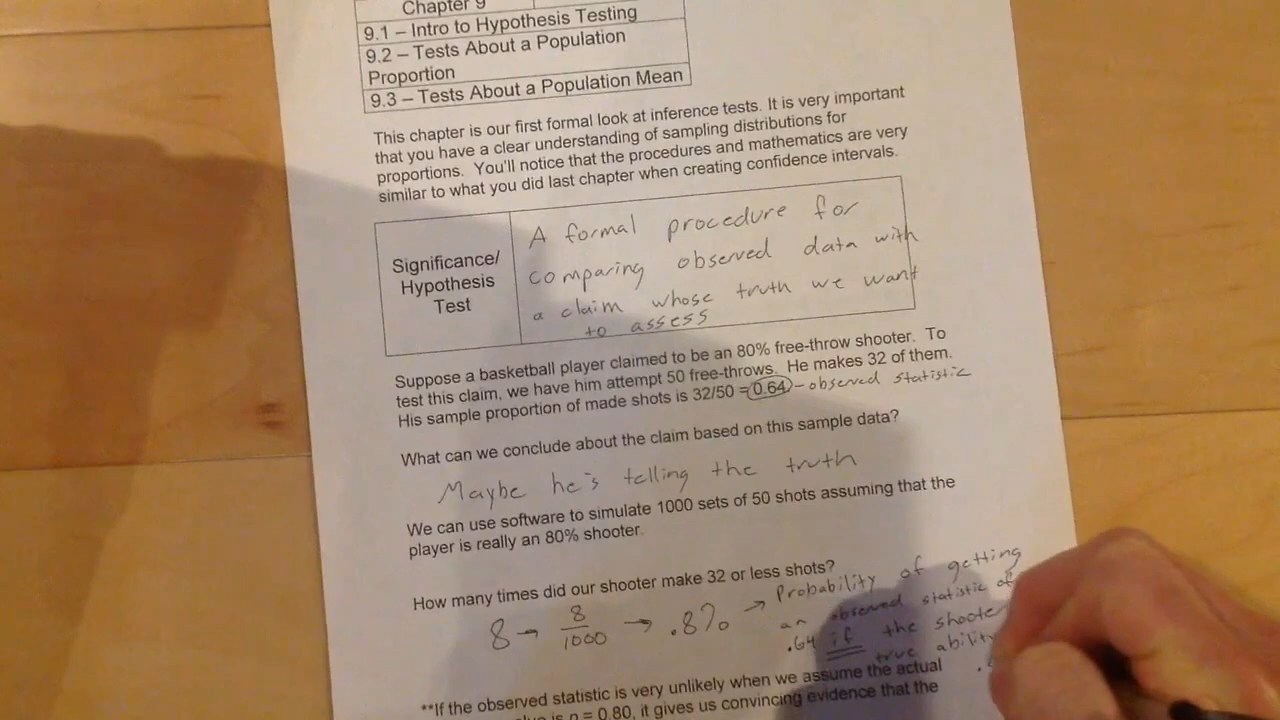 Chapter 9
9.1 – Intro to Hypothesis Testing
9.2 – Tests About a Population
Proportion
9.3 – Tests About a Population Mean
This chapter is our first formal look at inference tests. It is very important
that you have a clear understanding of sampling distributions for
proportions. You'll notice that the procedures and mathematics are very
similar to what you did last chapter when creating confidence intervals.
Significance/
Hypothesis
Test
A formal procedure for
comparing observed data with
a claim whose truth we want
to assess
Suppose a basketball player claimed to be an 80% free-throw shooter. To
test this claim, we have him attempt 50 free-throws. He makes 32 of them.
His sample proportion of made shots is 32/50 = 0.64 – observed statistic
What can we conclude about the claim based on this sample data?
Maybe he's telling the truth
We can use software to simulate 1000 sets of 50 shots assuming that the
player is really an 80% shooter.
How many times did our shooter make 32 or less shots?
8 → 8/1000 → .8% → Probability of getting
an observed statistic of
.64 if the shooter
true ability
**If the observed statistic is very unlikely when we assume the actual
is p = 0.80, it gives us convincing evidence that the